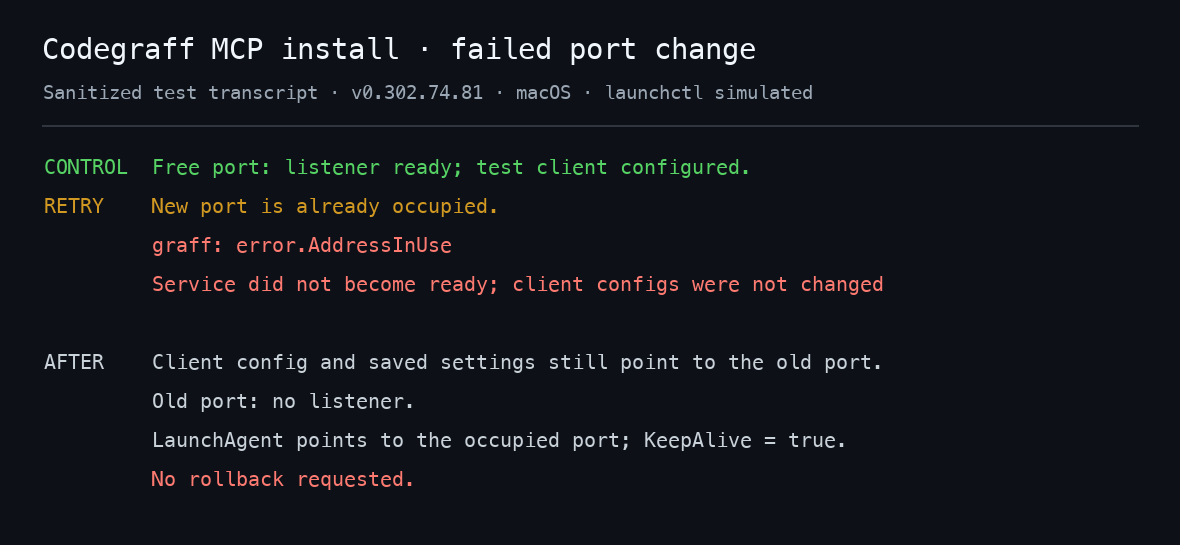 Codegraff MCP install · failed port change
Sanitized test transcript · v0.302.74.81 · macOS · launchctl simulated
CONTROL Free port: listener ready; test client configured.
RETRY New port is already occupied.
graff: error.AddressInUse
Service did not become ready; client configs were not changed
AFTER Client config and saved settings still point to the old port.
Old port: no listener.
LaunchAgent points to the occupied port; KeepAlive = true.
No rollback requested.